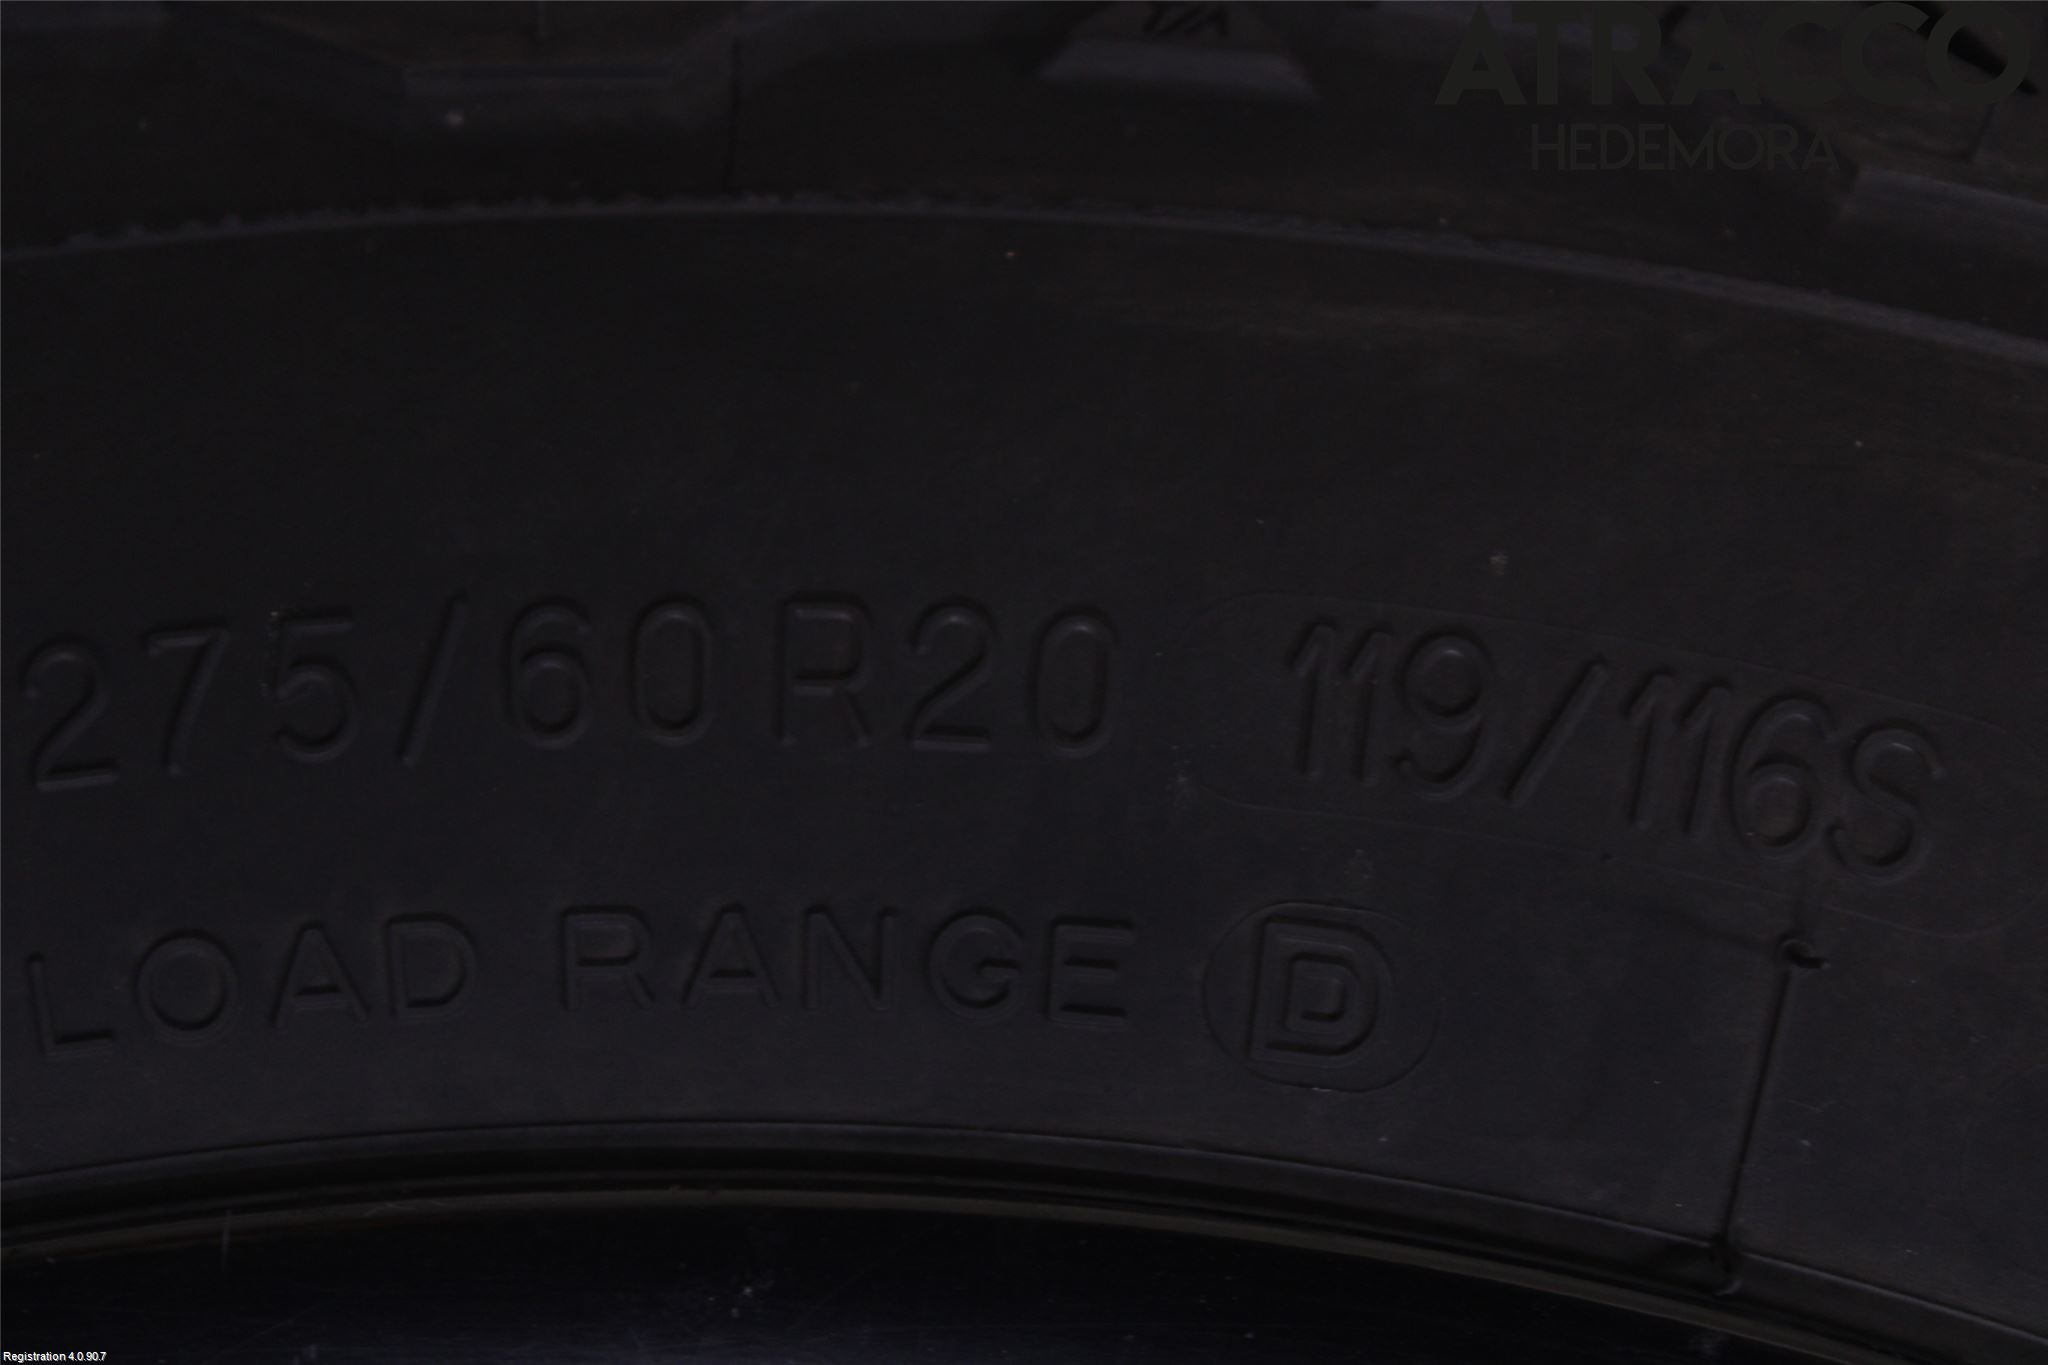 ATRACCO
HEDEMORA
275/60R20 119/116S
LOAD RANGE D
Registration 4.0.90.7